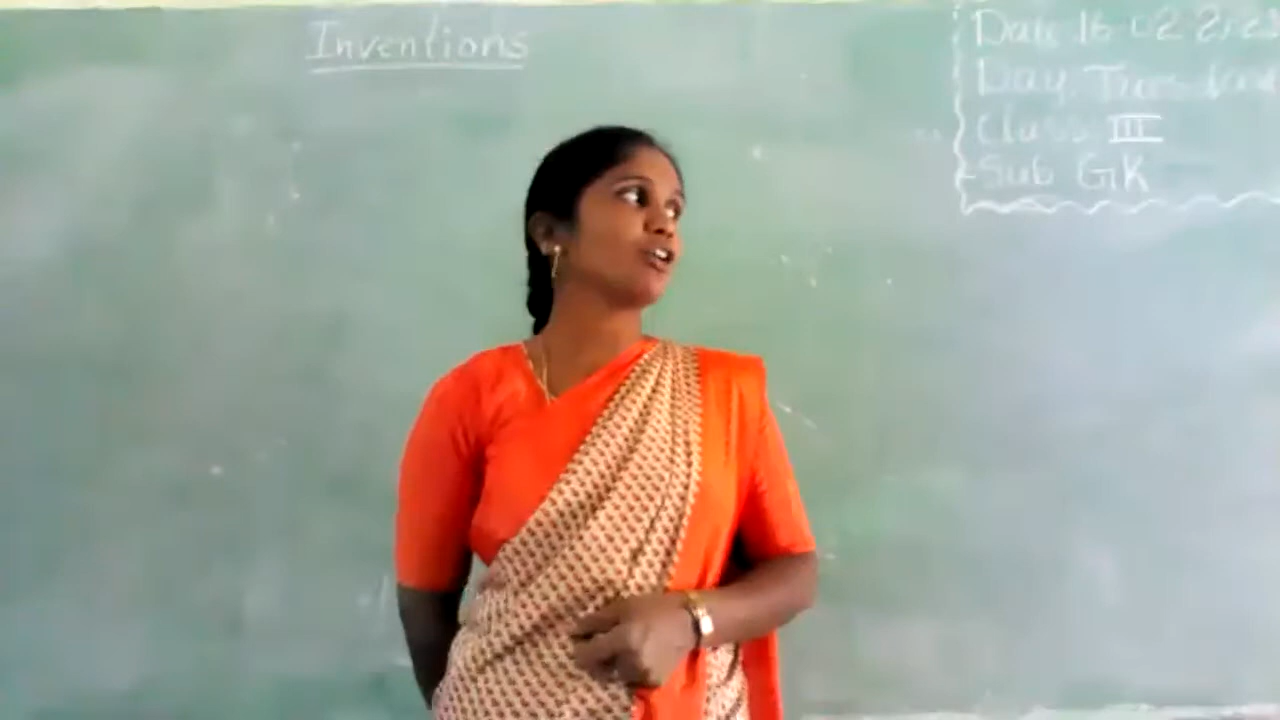 Inventions
Date 16
Day
Class III
Sub GK